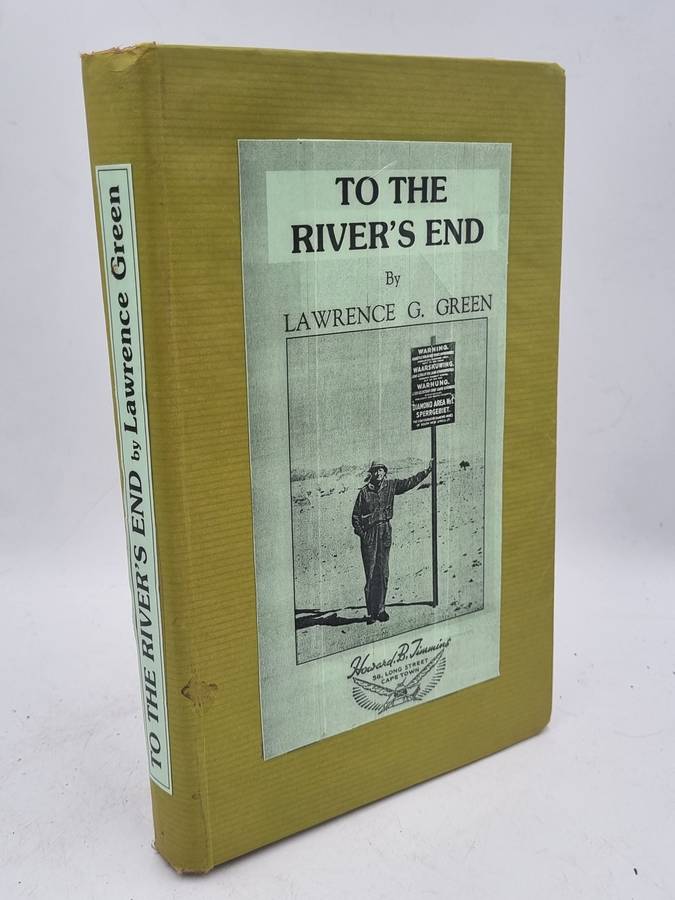 TO THE RIVER'S END by Lawrence Green
TO THE
RIVER'S END
By
LAWRENCE G. GREEN
WARNING.
WAARSKUWING.
WARNUNG.
DIAMOND AREA No 1.
SPERRGEBIET.
Howard. B. Timmins
58, LONG STREET
CAPE TOWN